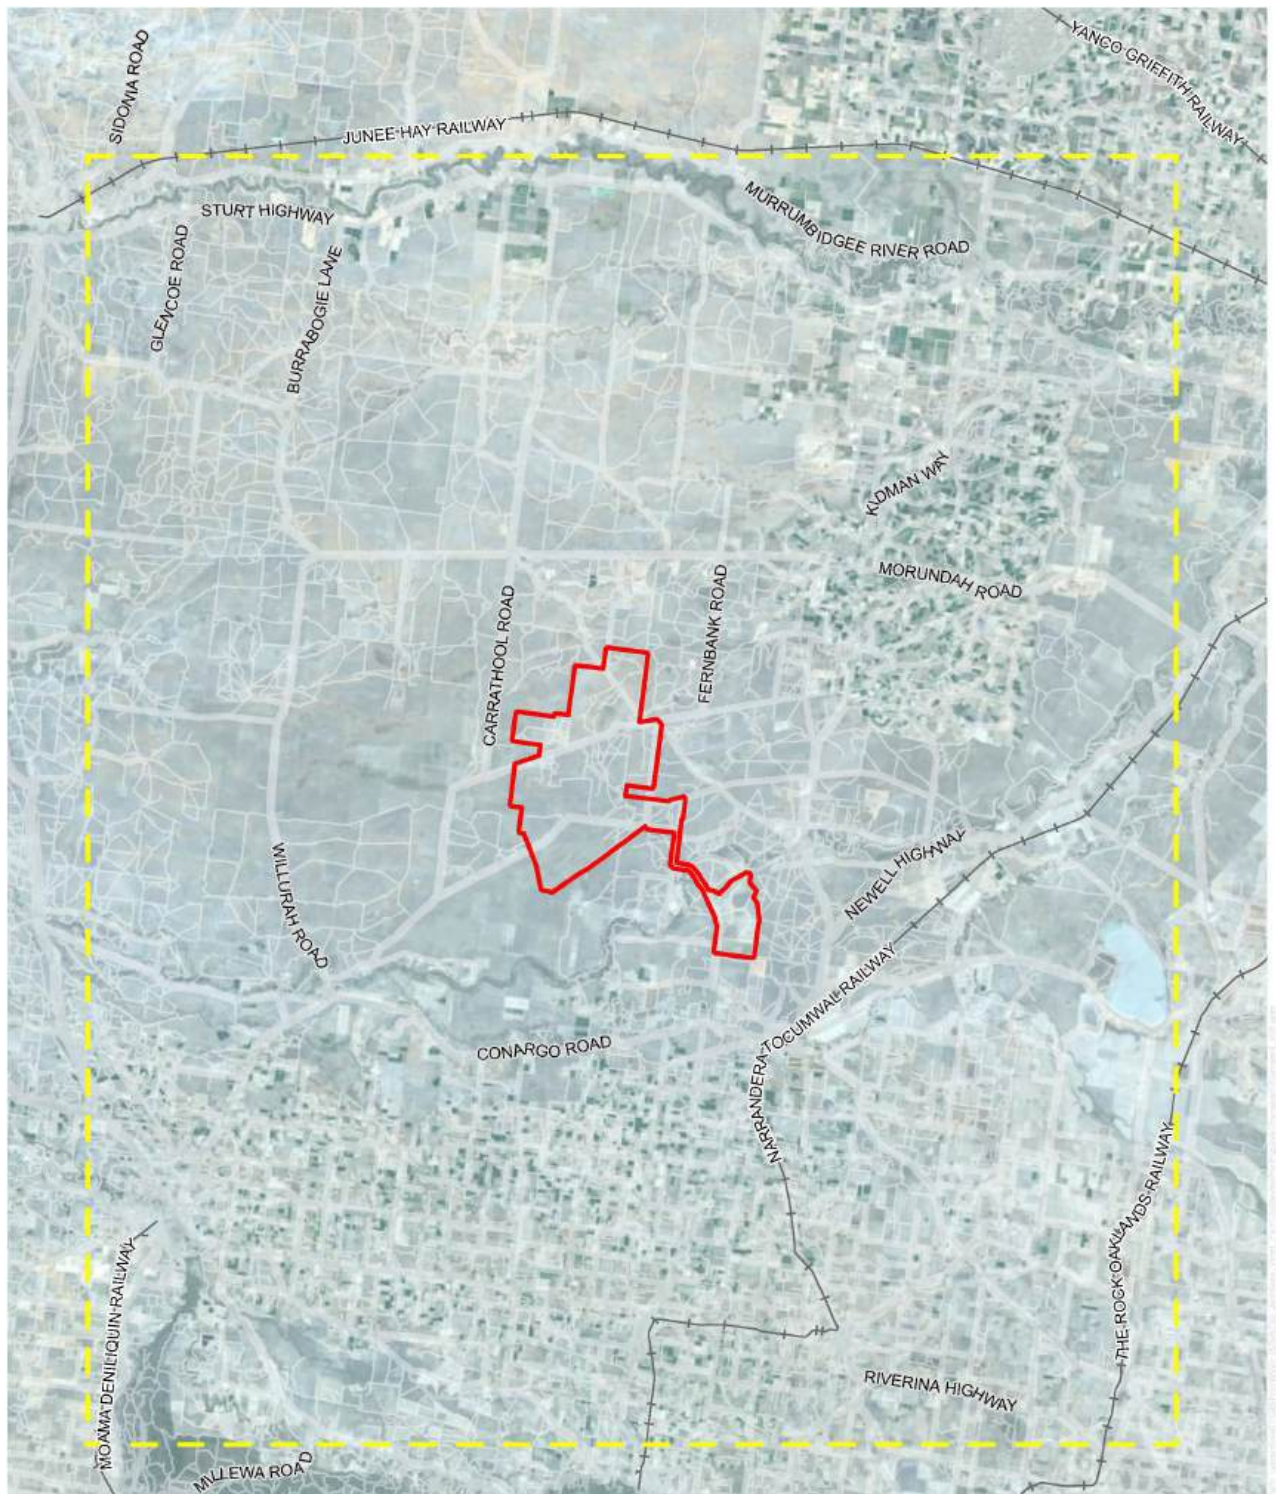 YANCO GRIFFITH RAILWAY
SIDONIA ROAD
JUNEE HAY RAILWAY
STURT HIGHWAY
MURRUMBIDGEE RIVER ROAD
GLENCOE ROAD
BURRABOGIE LANE
KIDMAN WAY
MORUNDAH ROAD
CARRATHOOL ROAD
FERNBANK ROAD
NEWELL HIGHWAY
WILLURAH ROAD
NARRANDERA TOCUMWAL RAILWAY
CONARGO ROAD
THE ROCK OAKLANDS RAILWAY
MOAMA DENILIQUIN RAILWAY
RIVERINA HIGHWAY
MILLEWA ROAD